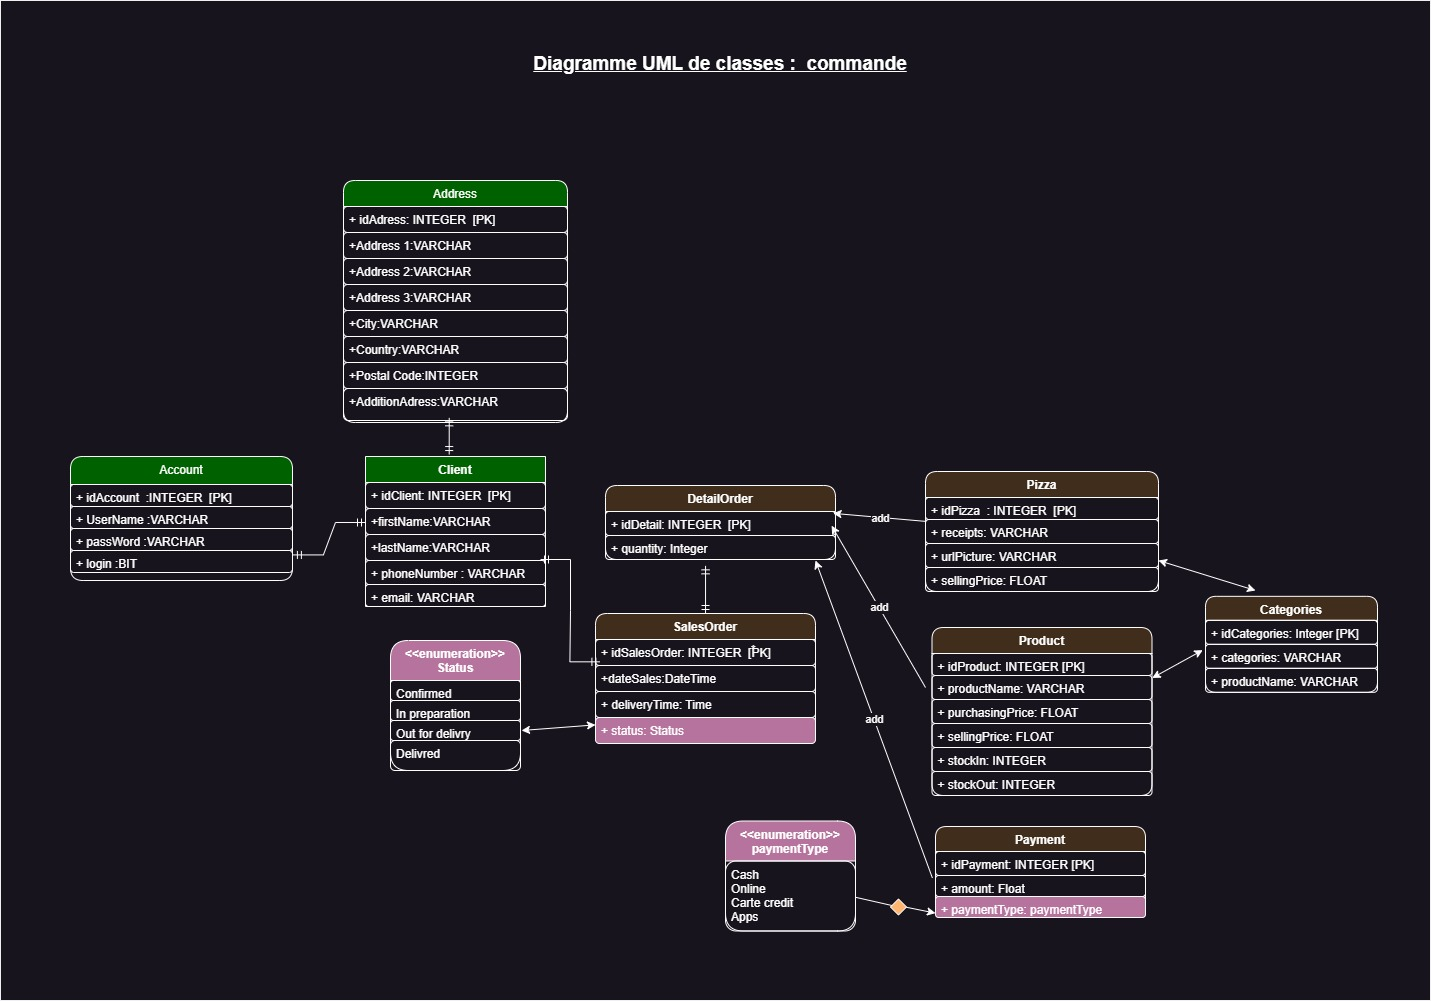 Diagramme UML de classes :  commande
Address
+ idAdress: INTEGER  [PK]
+Address 1:VARCHAR
+Address 2:VARCHAR
+Address 3:VARCHAR
+City:VARCHAR
+Country:VARCHAR
+Postal Code:INTEGER
+AdditionAdress:VARCHAR
Account
+ idAccount  :INTEGER  [PK]
+ UserName :VARCHAR
+ passWord :VARCHAR
+ login :BIT
Client
+ idClient: INTEGER  [PK]
+firstName:VARCHAR
+lastName:VARCHAR
+ phoneNumber : VARCHAR
+ email: VARCHAR
DetailOrder
+ idDetail: INTEGER  [PK]
+ quantity: Integer
add
Pizza
+ idPizza  : INTEGER  [PK]
+ receipts: VARCHAR
+ urlPicture: VARCHAR
+ sellingPrice: FLOAT
add
Categories
+ idCategories: Integer [PK]
+ categories: VARCHAR
+ productName: VARCHAR
SalesOrder
+ idSalesOrder: INTEGER  [PK]
+dateSales:DateTime
+ deliveryTime: Time
+ status: Status
<<enumeration>>
Status
Confirmed
In preparation
Out for delivry
Delivred
Product
+ idProduct: INTEGER [PK]
+ productName: VARCHAR
+ purchasingPrice: FLOAT
+ sellingPrice: FLOAT
+ stockIn: INTEGER
+ stockOut: INTEGER
add
<<enumeration>>
paymentType
Cash
Online
Carte credit
Apps
Payment
+ idPayment: INTEGER [PK]
+ amount: Float
+ paymentType: paymentType